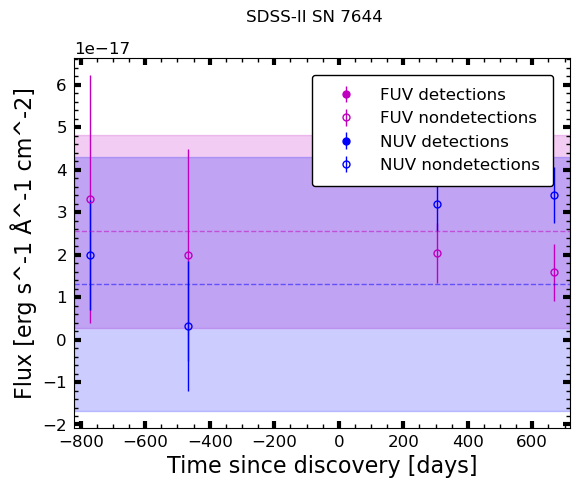 SDSS-II SN 7644
1e−17
6
5
4
3
2
1
0
−1
−2
Flux [erg s^-1 Å^-1 cm^-2]
FUV detections
FUV nondetections
NUV detections
NUV nondetections
−800 −600 −400 −200 0 200 400 600
Time since discovery [days]